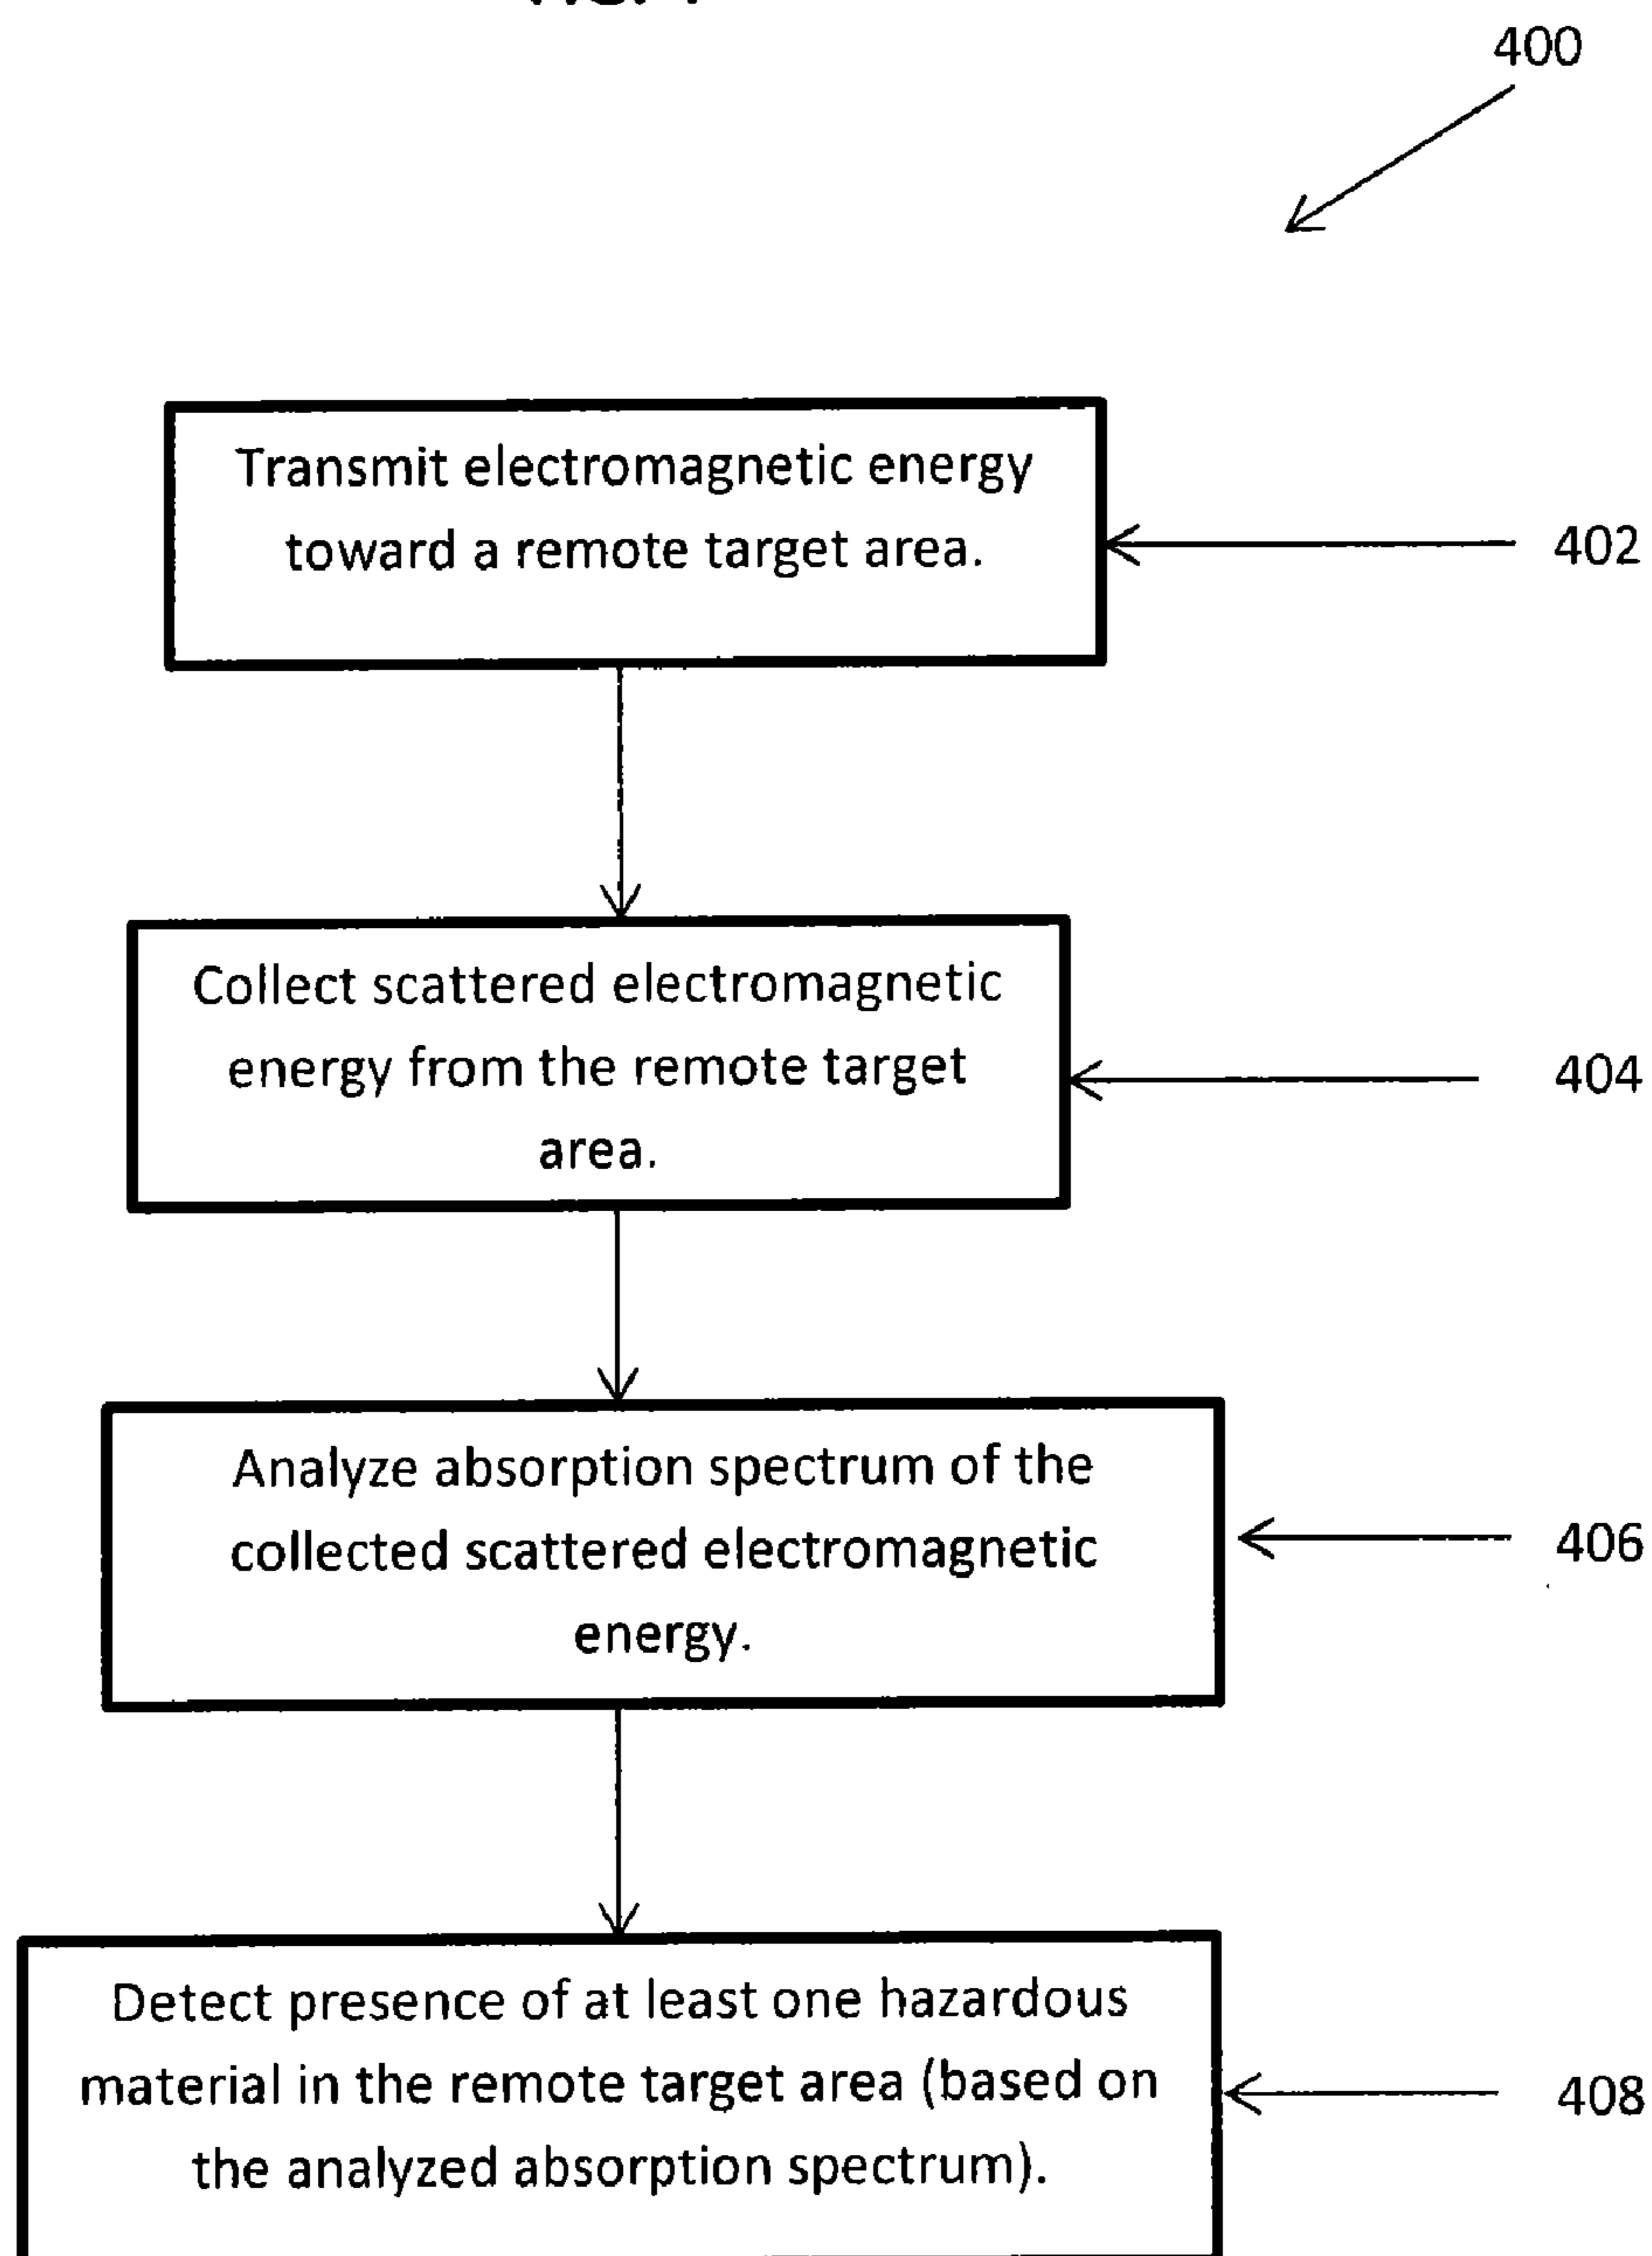 400
Transmit electromagnetic energy
toward a remote target area.
402
Collect scattered electromagnetic
energy from the remote target
area.
404
Analyze absorption spectrum of the
collected scattered electromagnetic
energy.
406
Detect presence of at least one hazardous
material in the remote target area (based on
the analyzed absorption spectrum).
408